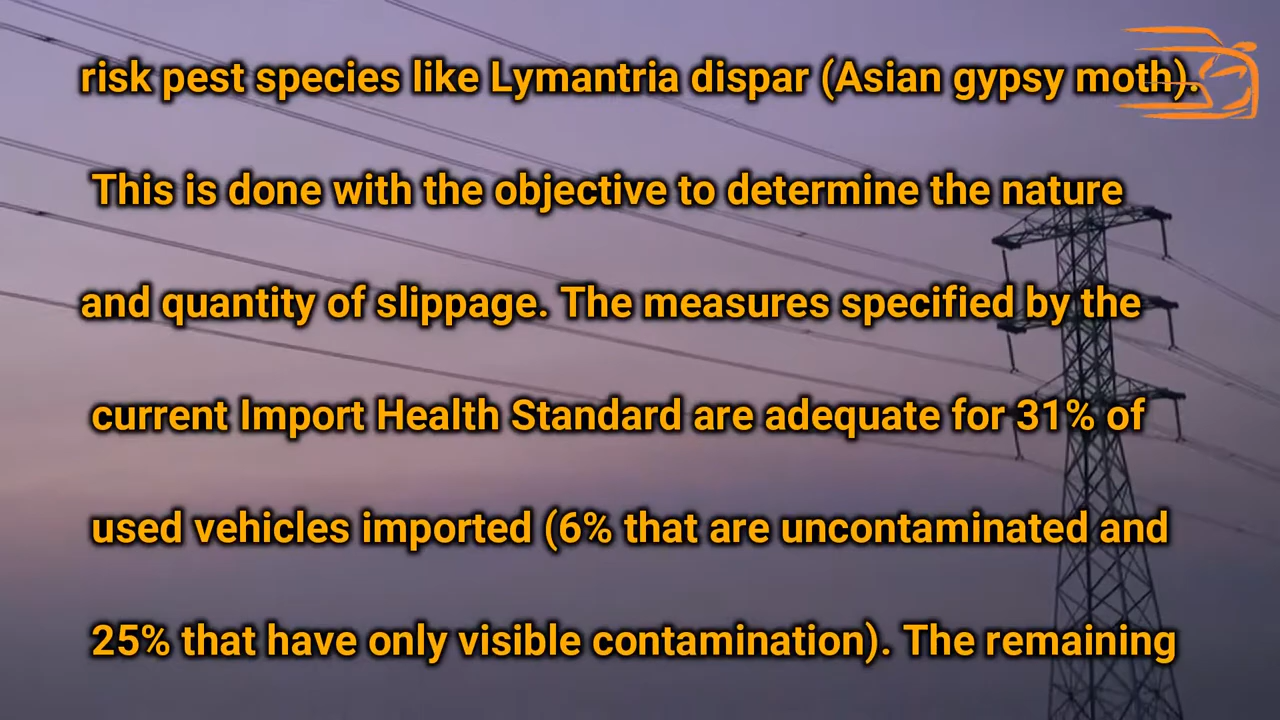 risk pest species like Lymantria dispar (Asian gypsy moth).
This is done with the objective to determine the nature
and quantity of slippage. The measures specified by the
current Import Health Standard are adequate for 31% of
used vehicles imported (6% that are uncontaminated and
25% that have only visible contamination). The remaining